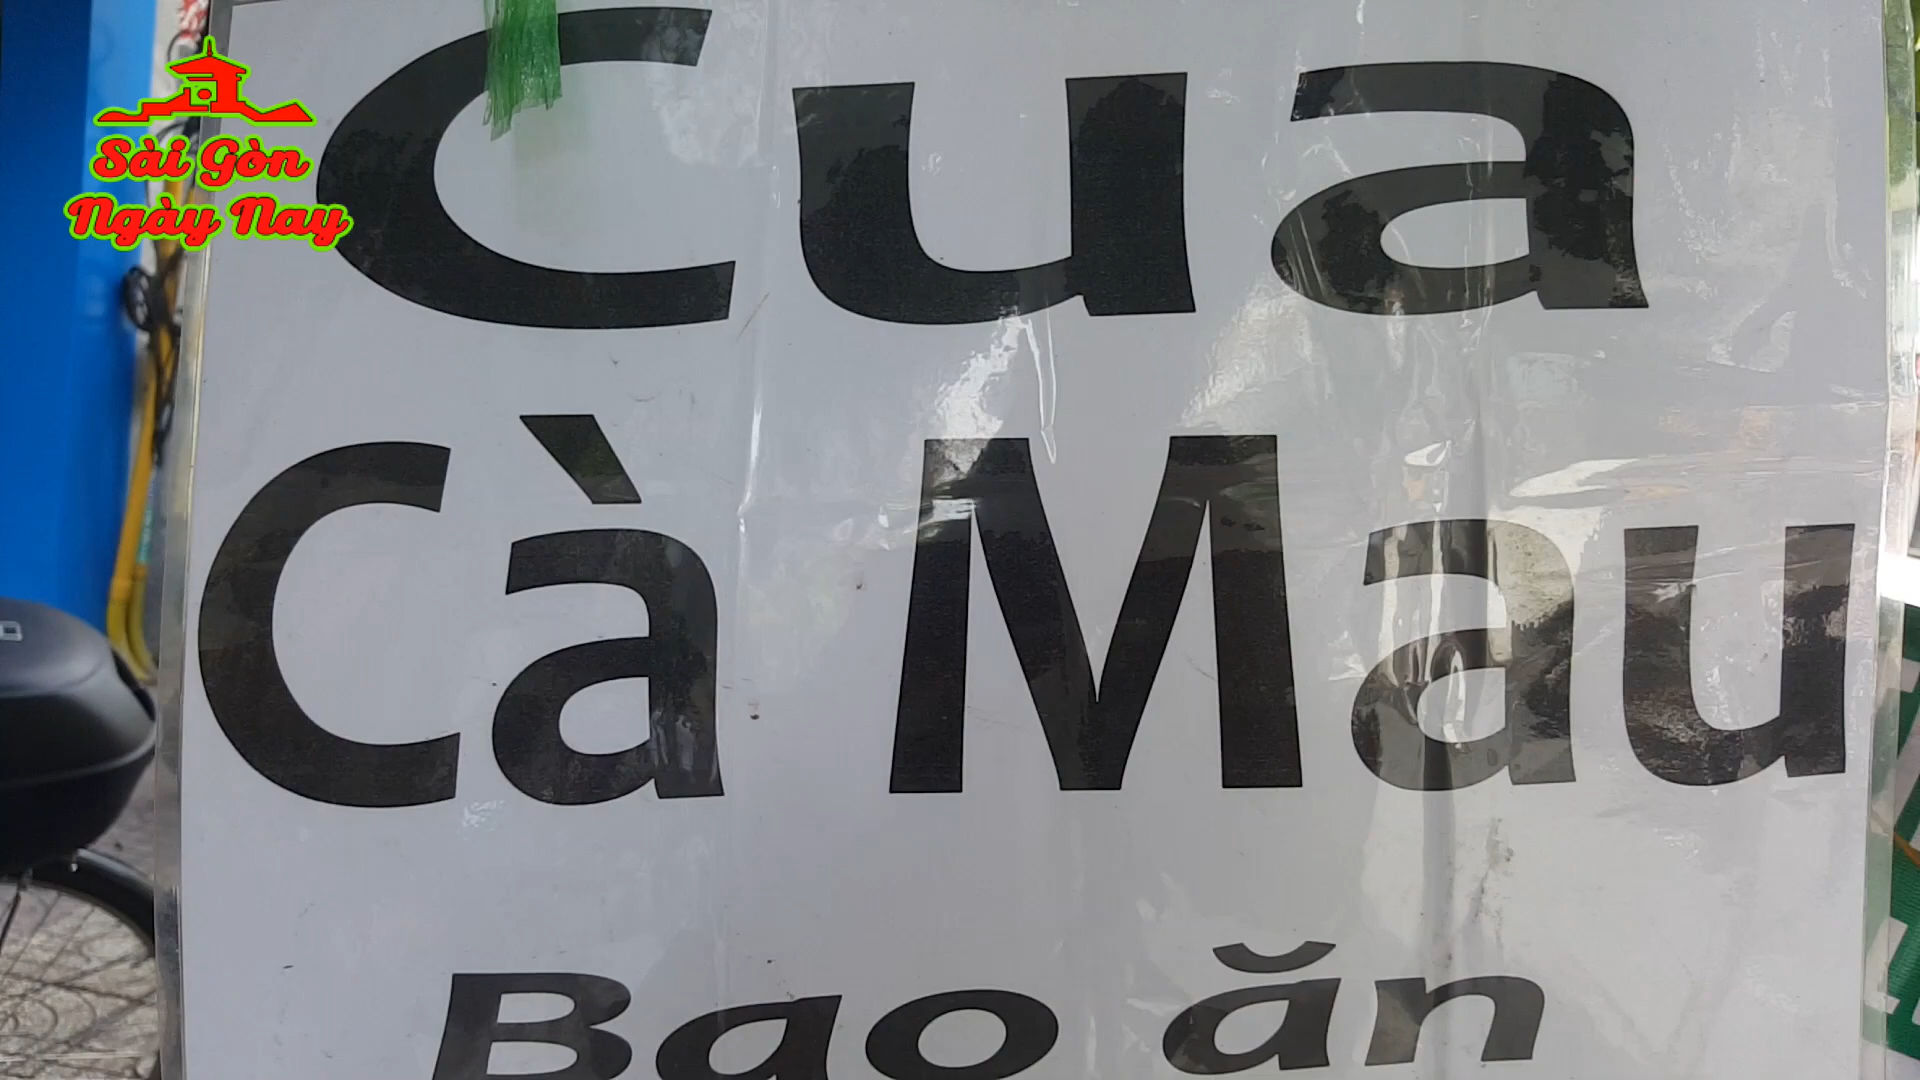 Sài Gòn
Ngày Nay
Cua
Cà Mau
Bao ăn